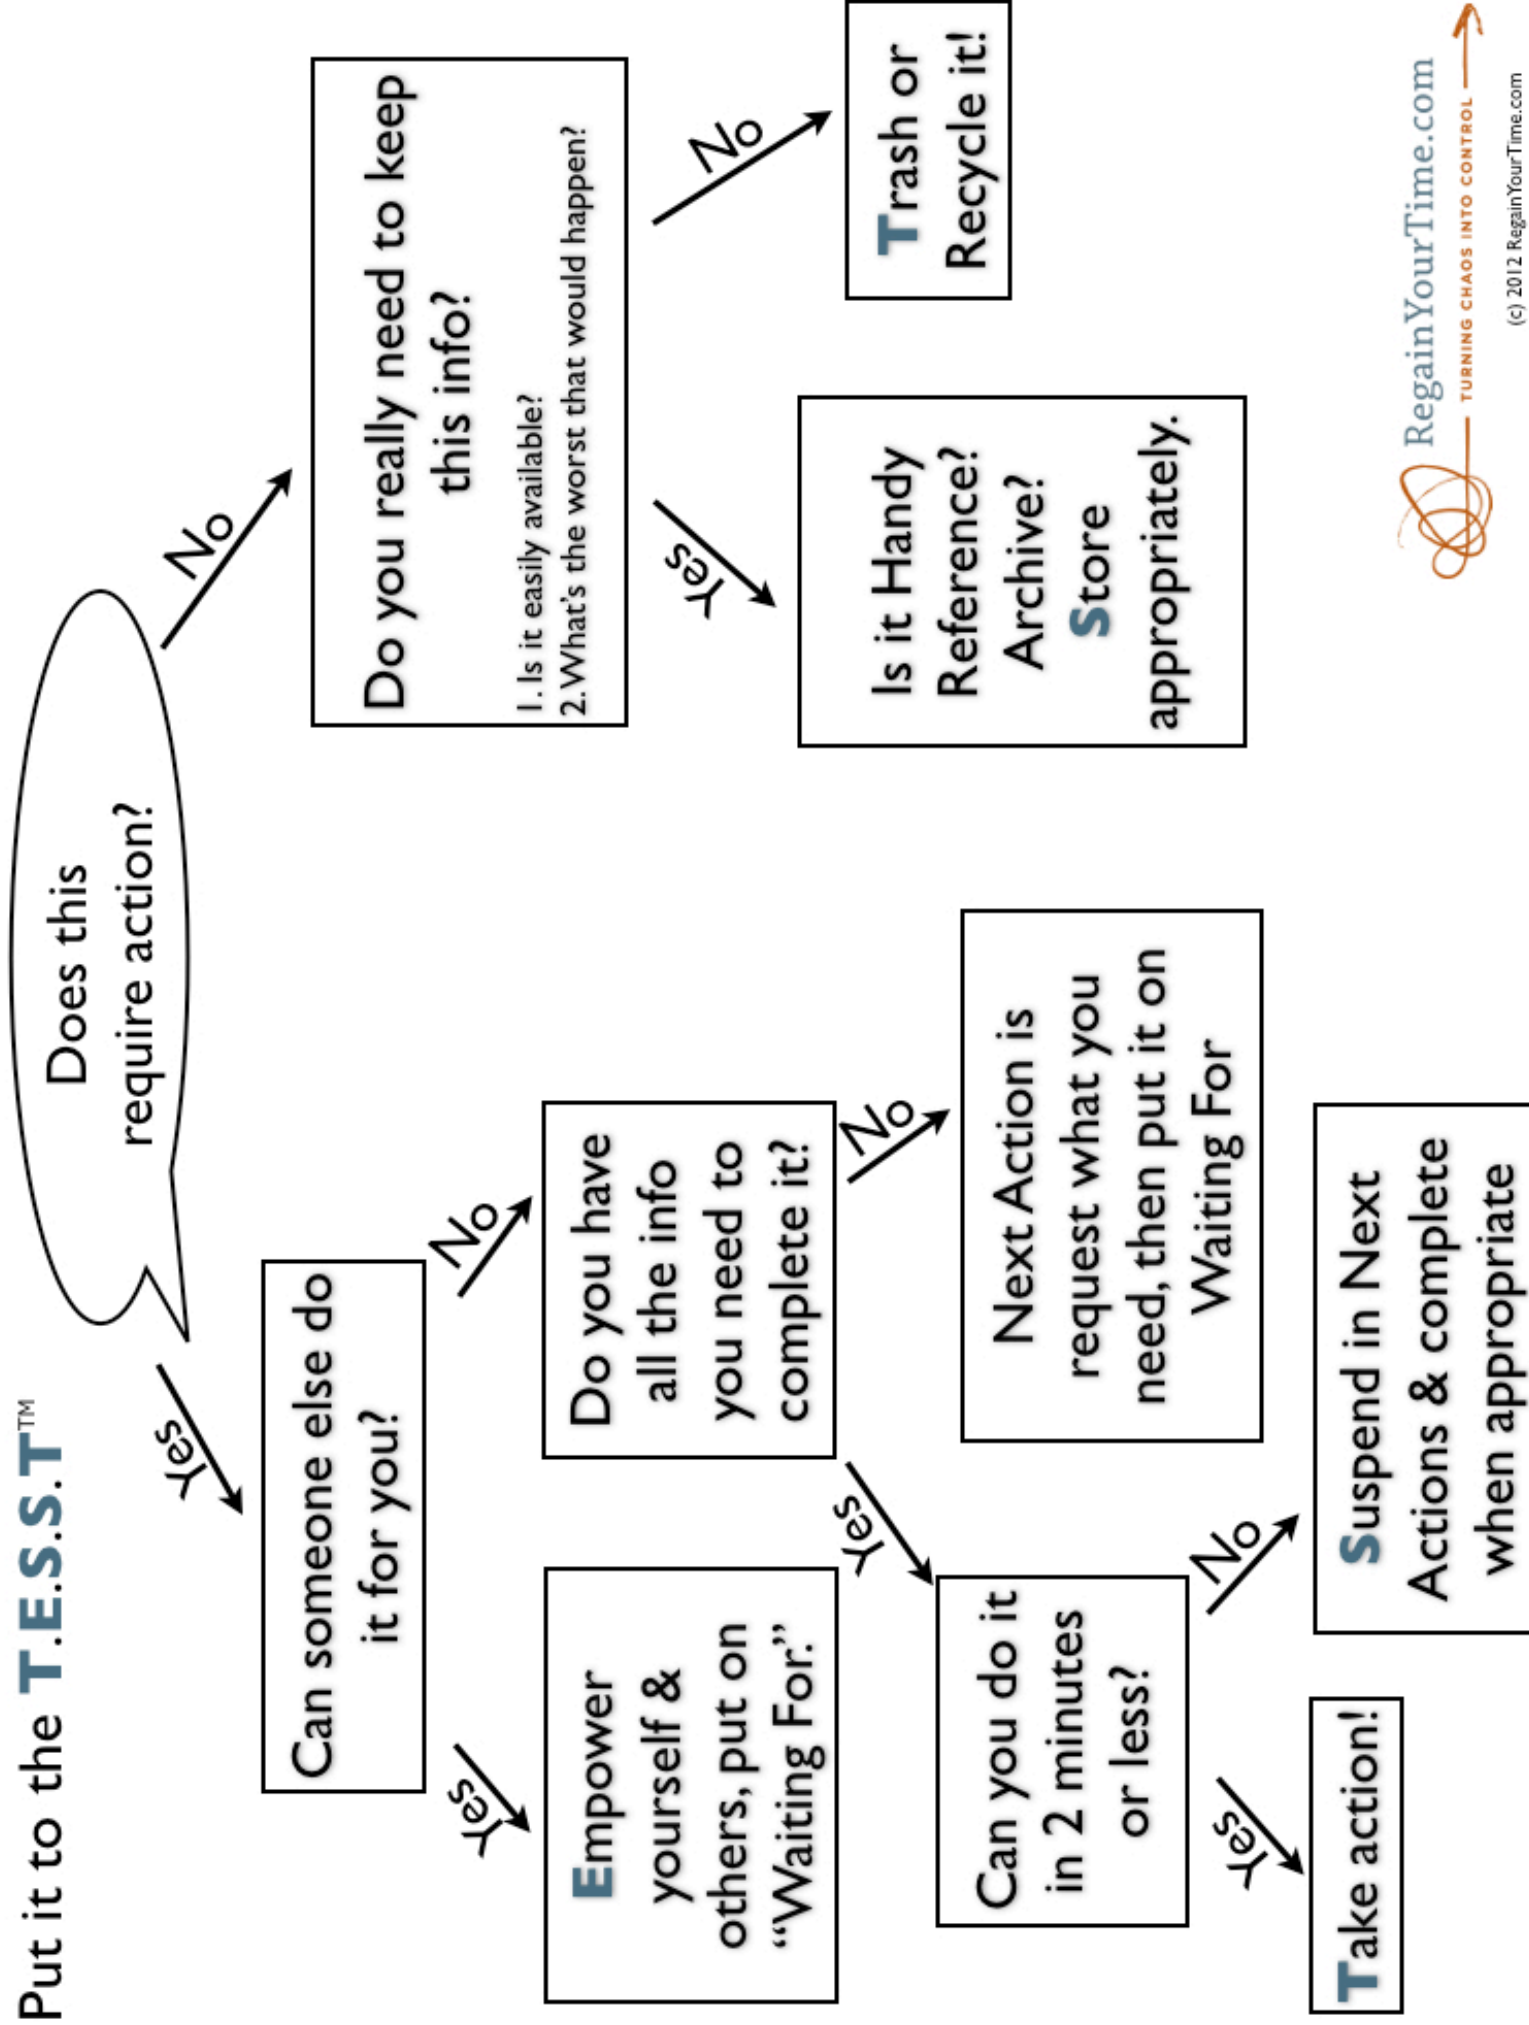 Put it to the T.E.S.S.T™
Does this
require action?
Yes
No
Can someone else do
it for you?
Do you really need to keep
this info?
1. Is it easily available?
2. What's the worst that would happen?
Yes
No
Yes
No
Empower
yourself &
others, put on
“Waiting For.”
Do you have
all the info
you need to
complete it?
Is it Handy
Reference?
Archive?
Store
appropriately.
Trash or
Recycle it!
Yes
No
Can you do it
in 2 minutes
or less?
Next Action is
request what you
need, then put it on
Waiting For
Yes
No
Take action!
Suspend in Next
Actions & complete
when appropriate
RegainYourTime.com
TURNING CHAOS INTO CONTROL
(c) 2012 RegainYourTime.com